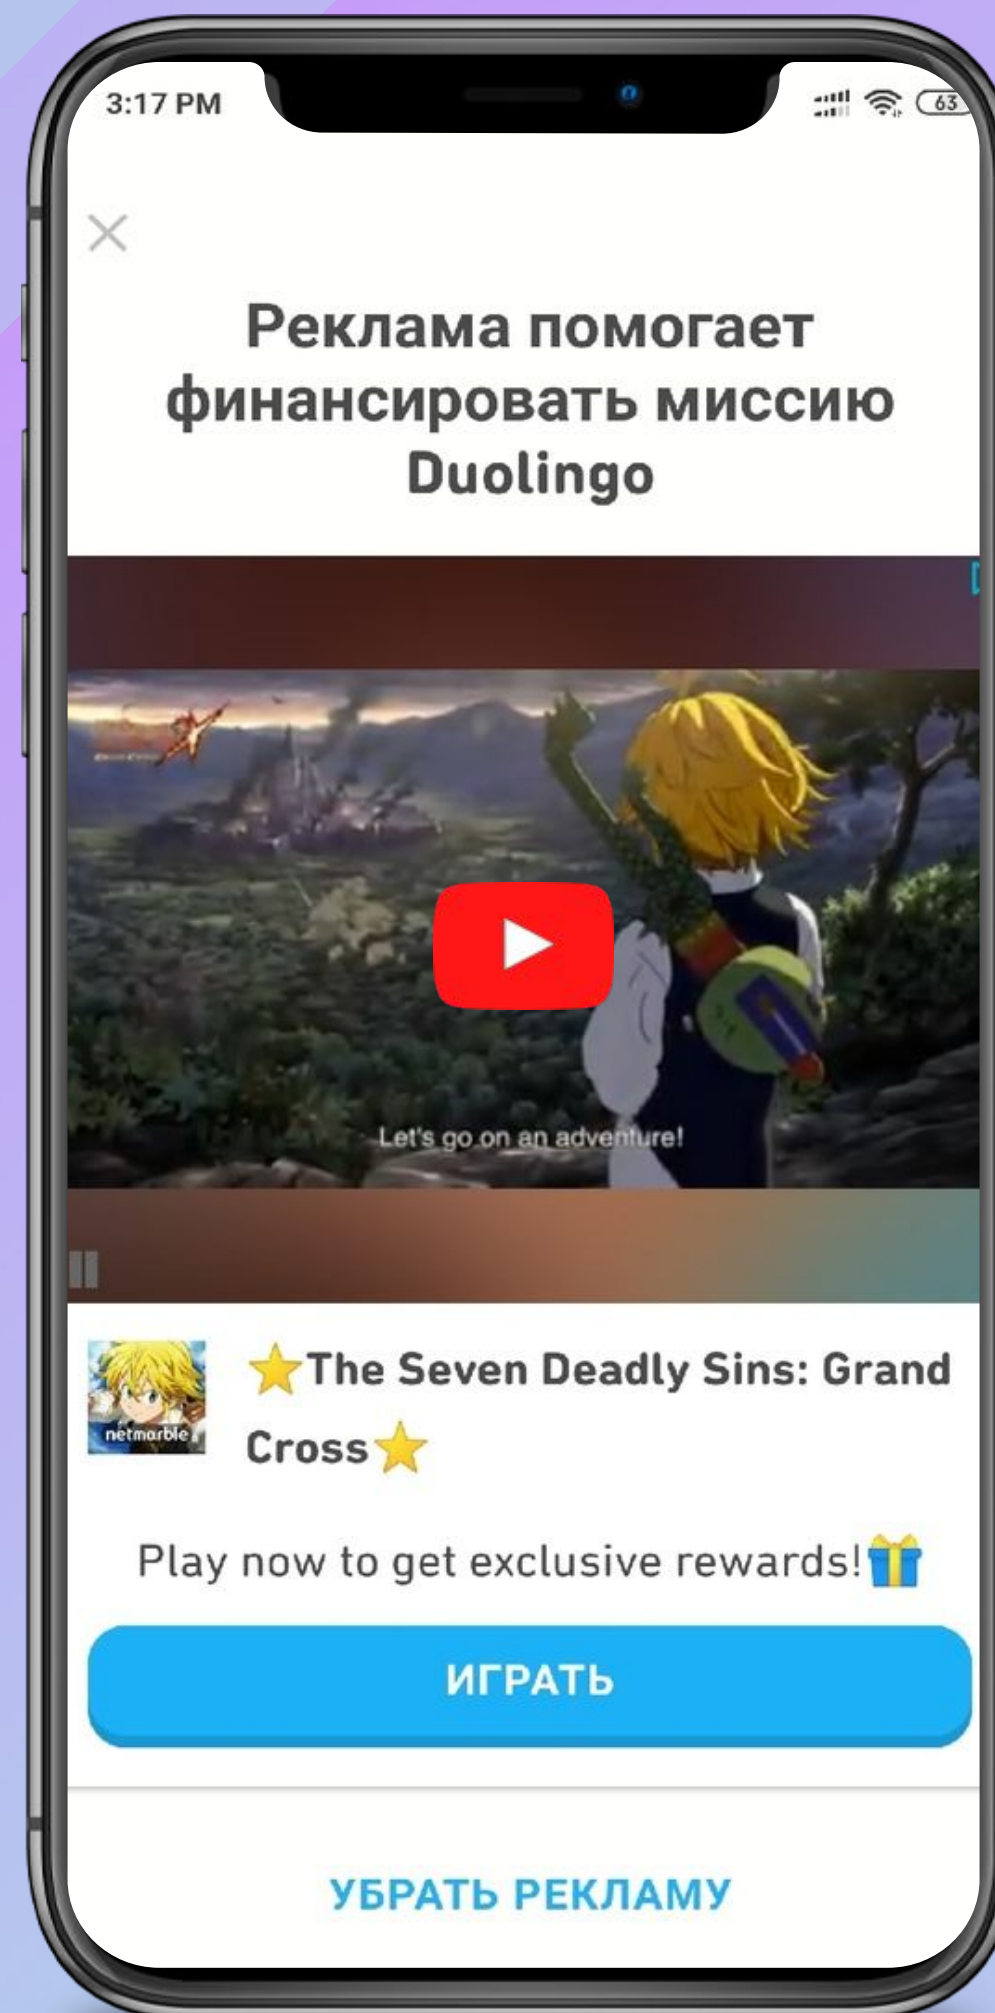 3:17 PM
63
Реклама помогает
финансировать миссию
Duolingo
Let's go on an adventure!
netmarble
⭐The Seven Deadly Sins: Grand
Cross⭐
Play now to get exclusive rewards!🎁
ИГРАТЬ
УБРАТЬ РЕКЛАМУ